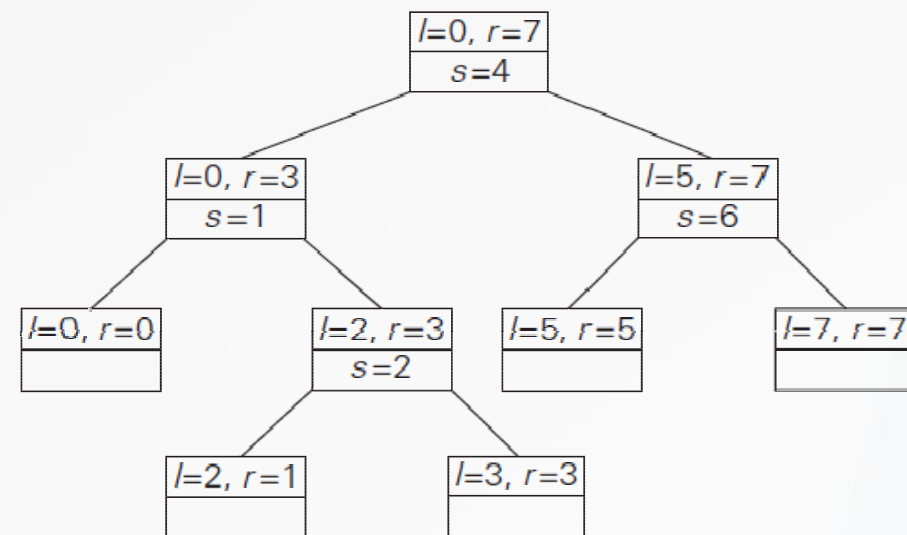 l=0, r=7
s=4
l=0, r=3
s=1
l=5, r=7
s=6
l=0, r=0
l=2, r=3
s=2
l=5, r=5
l=7, r=7
l=2, r=1
l=3, r=3